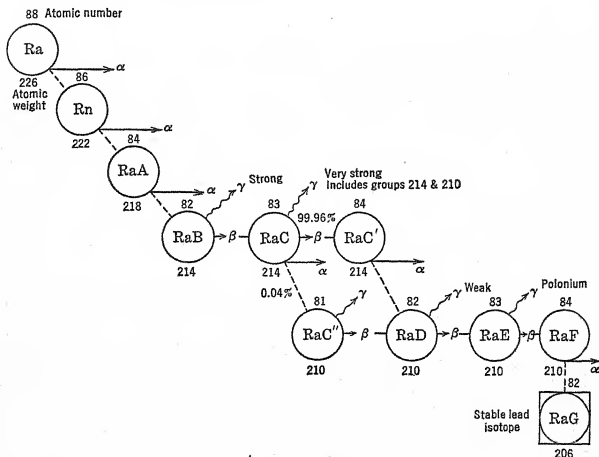 88 Atomic number
Ra
α
226
Atomic
weight
86
Rn
α
222
84
RaA
α
218
82
γ Strong
RaB
β
214
83
γ
Very strong
Includes groups 214 & 210
99.96%
RaC
β
α
214
84
RaC′
α
214
0.04%
81
γ
RaC″
β
210
82
γ Weak
RaD
β
210
83
γ
RaE
β
210
Polonium
84
RaF
α
210
82
Stable lead
isotope
RaG
206